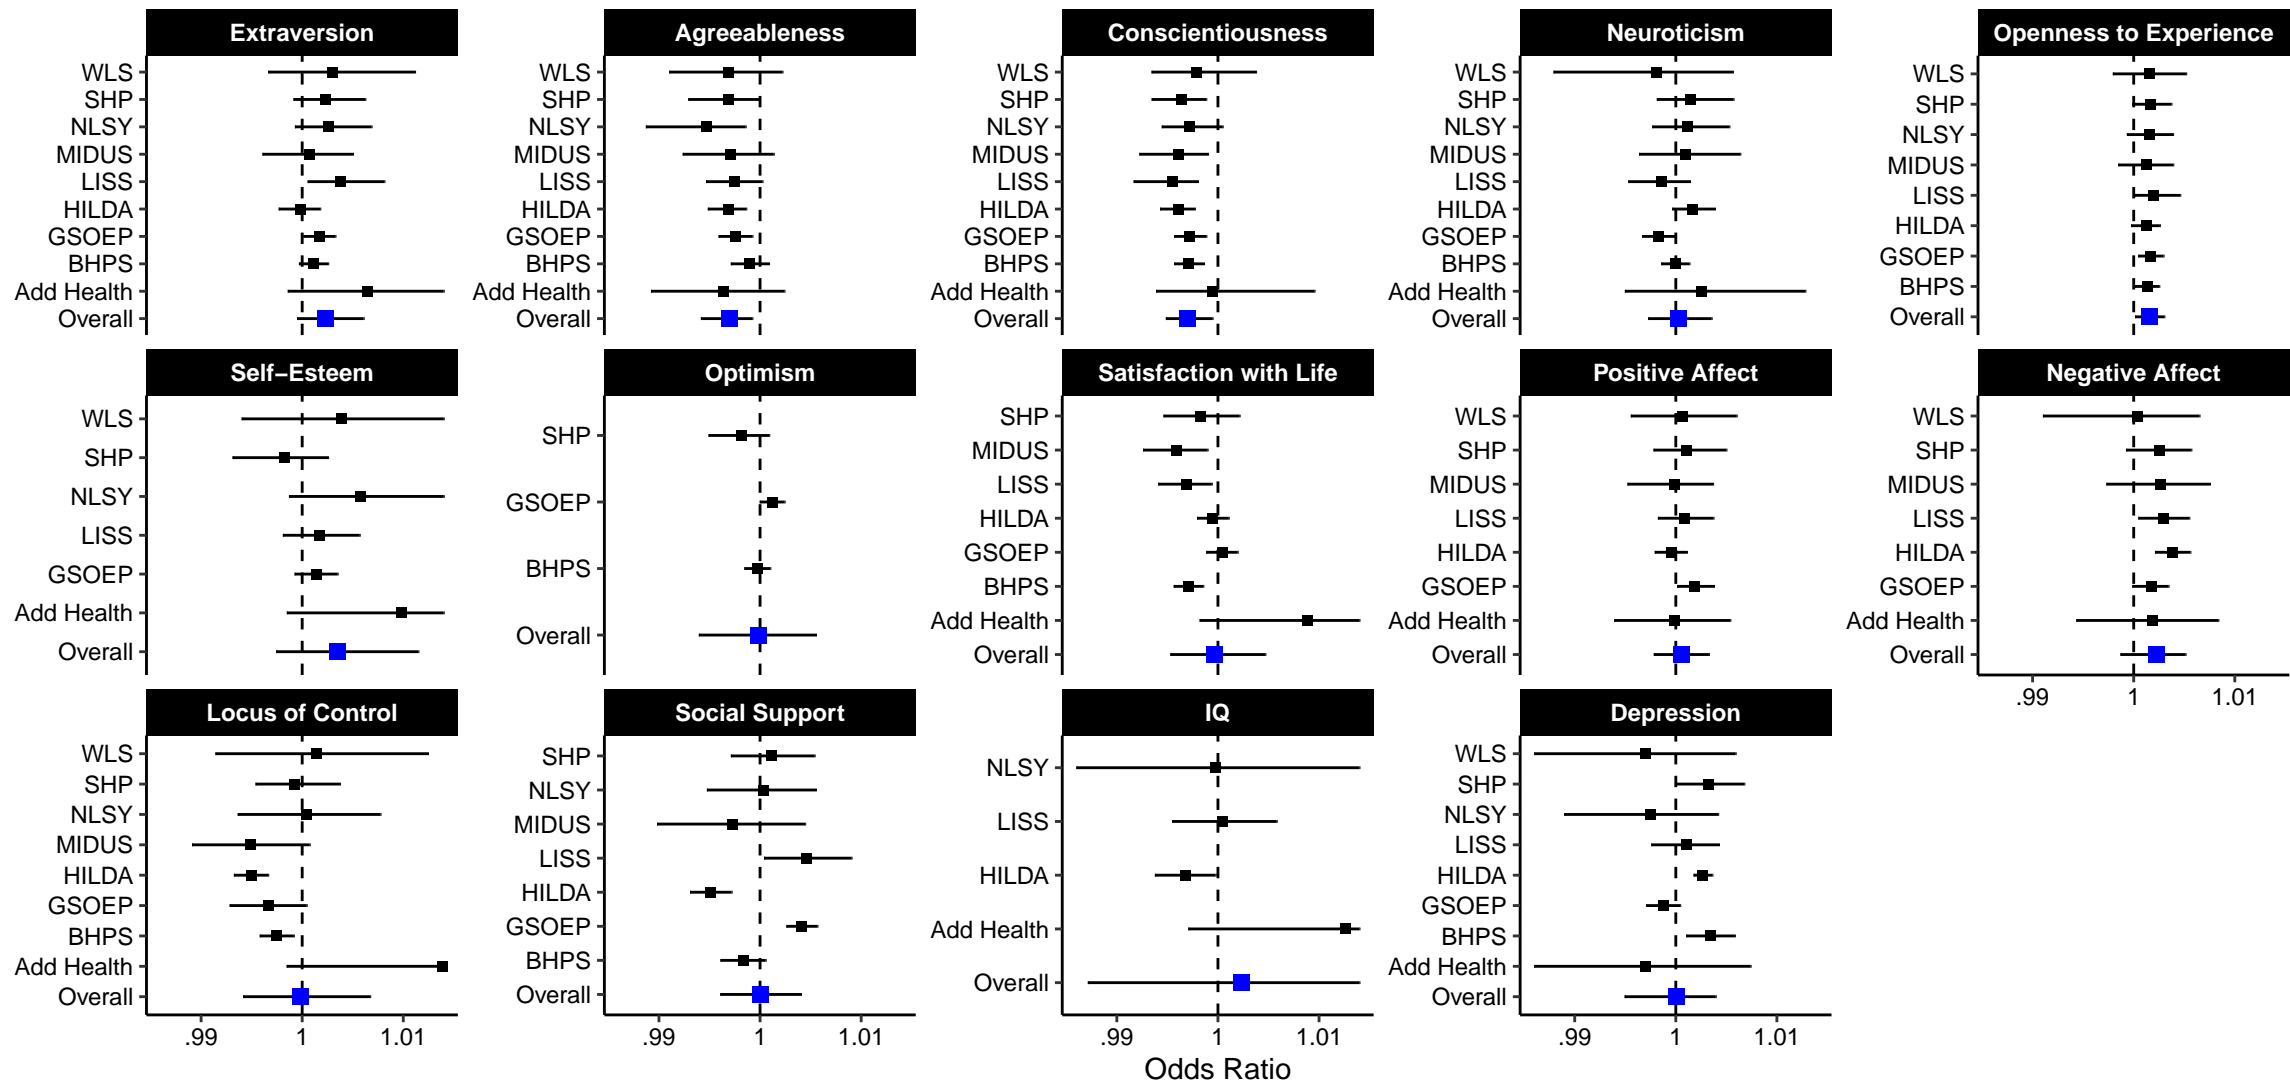 Extraversion
WLS
SHP
NLSY
MIDUS
LISS
HILDA
GSOEP
BHPS
Add Health
Overall
Agreeableness
WLS
SHP
NLSY
MIDUS
LISS
HILDA
GSOEP
BHPS
Add Health
Overall
Conscientiousness
WLS
SHP
NLSY
MIDUS
LISS
HILDA
GSOEP
BHPS
Add Health
Overall
Neuroticism
WLS
SHP
NLSY
MIDUS
LISS
HILDA
GSOEP
BHPS
Add Health
Overall
Openness to Experience
WLS
SHP
NLSY
MIDUS
LISS
HILDA
GSOEP
BHPS
Overall
Self−Esteem
WLS
SHP
NLSY
LISS
GSOEP
Add Health
Overall
Optimism
SHP
GSOEP
BHPS
Overall
Satisfaction with Life
SHP
MIDUS
LISS
HILDA
GSOEP
BHPS
Add Health
Overall
Positive Affect
WLS
SHP
MIDUS
LISS
HILDA
GSOEP
Add Health
Overall
Negative Affect
WLS
SHP
MIDUS
LISS
HILDA
GSOEP
Add Health
Overall
.99 1 1.01
Locus of Control
WLS
SHP
NLSY
MIDUS
HILDA
GSOEP
BHPS
Add Health
Overall
.99 1 1.01
Social Support
SHP
NLSY
MIDUS
LISS
HILDA
GSOEP
BHPS
Overall
.99 1 1.01
IQ
NLSY
LISS
HILDA
Add Health
Overall
.99 1 1.01
Depression
WLS
SHP
NLSY
LISS
HILDA
GSOEP
BHPS
Add Health
Overall
.99 1 1.01
Odds Ratio